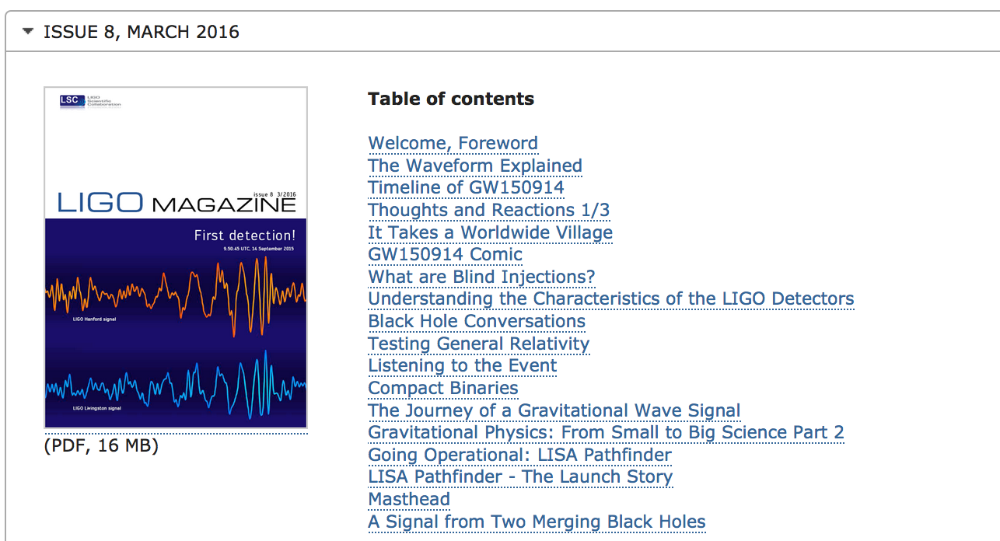 ISSUE 8, MARCH 2016
LSC
LIGO
Scientific
Collaboration
issue 8 3/2016
LIGO MAGAZINE
First detection!
9:50:45 UTC, 14 September 2015
LIGO Hanford signal
LIGO Livingston signal
(PDF, 16 MB)
Table of contents
Welcome, Foreword
The Waveform Explained
Timeline of GW150914
Thoughts and Reactions 1/3
It Takes a Worldwide Village
GW150914 Comic
What are Blind Injections?
Understanding the Characteristics of the LIGO Detectors
Black Hole Conversations
Testing General Relativity
Listening to the Event
Compact Binaries
The Journey of a Gravitational Wave Signal
Gravitational Physics: From Small to Big Science Part 2
Going Operational: LISA Pathfinder
LISA Pathfinder - The Launch Story
Masthead
A Signal from Two Merging Black Holes